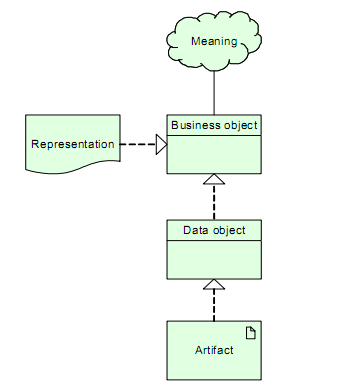 Meaning
Business object
Representation
Data object
Artifact